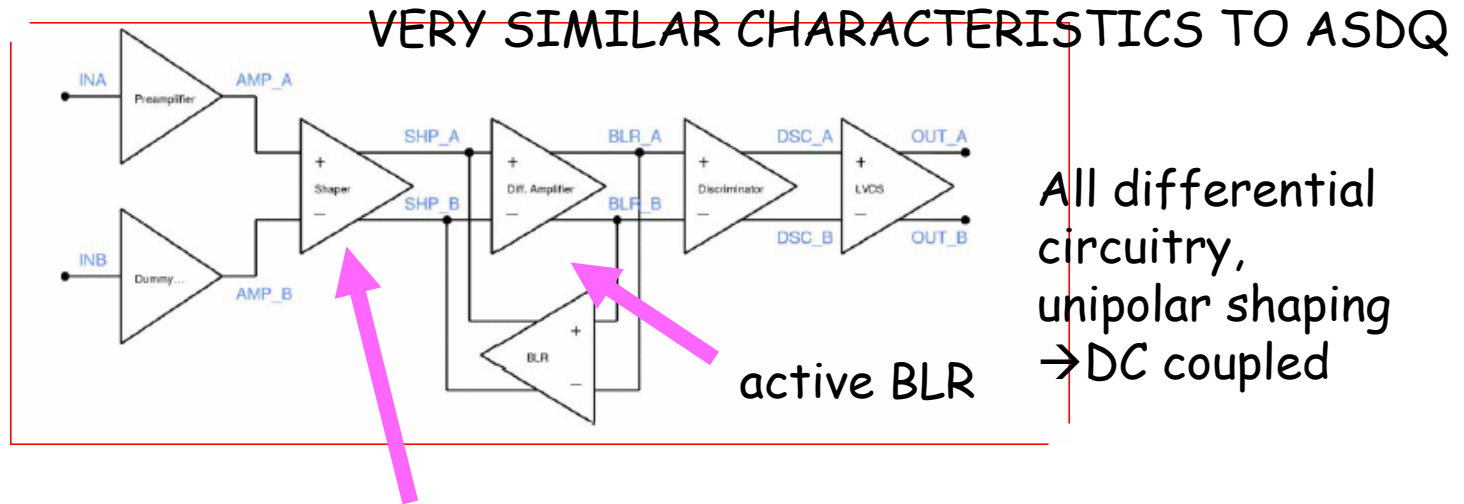 VERY SIMILAR CHARACTERISTICS TO ASDQ
INA
Preamplifier
AMP_A
+
Shaper
–
SHP_A
SHP_B
+
Diff. Amplifier
–
BLR_A
BLR_B
+
Discriminator
–
DSC_A
DSC_B
+
LVCS
–
OUT_A
OUT_B
INB
Dummy...
AMP_B
+
BLR
–
active BLR
All differential
circuitry,
unipolar shaping
→DC coupled